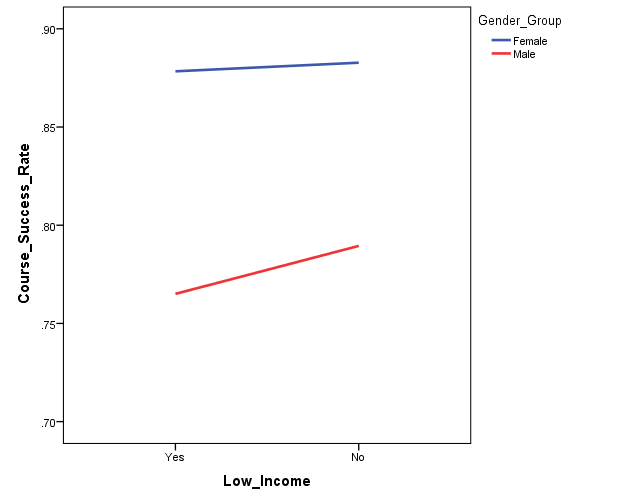 Gender_Group
Female
Male
.90
.85
.80
.75
.70
Course_Success_Rate
Yes
No
Low_Income